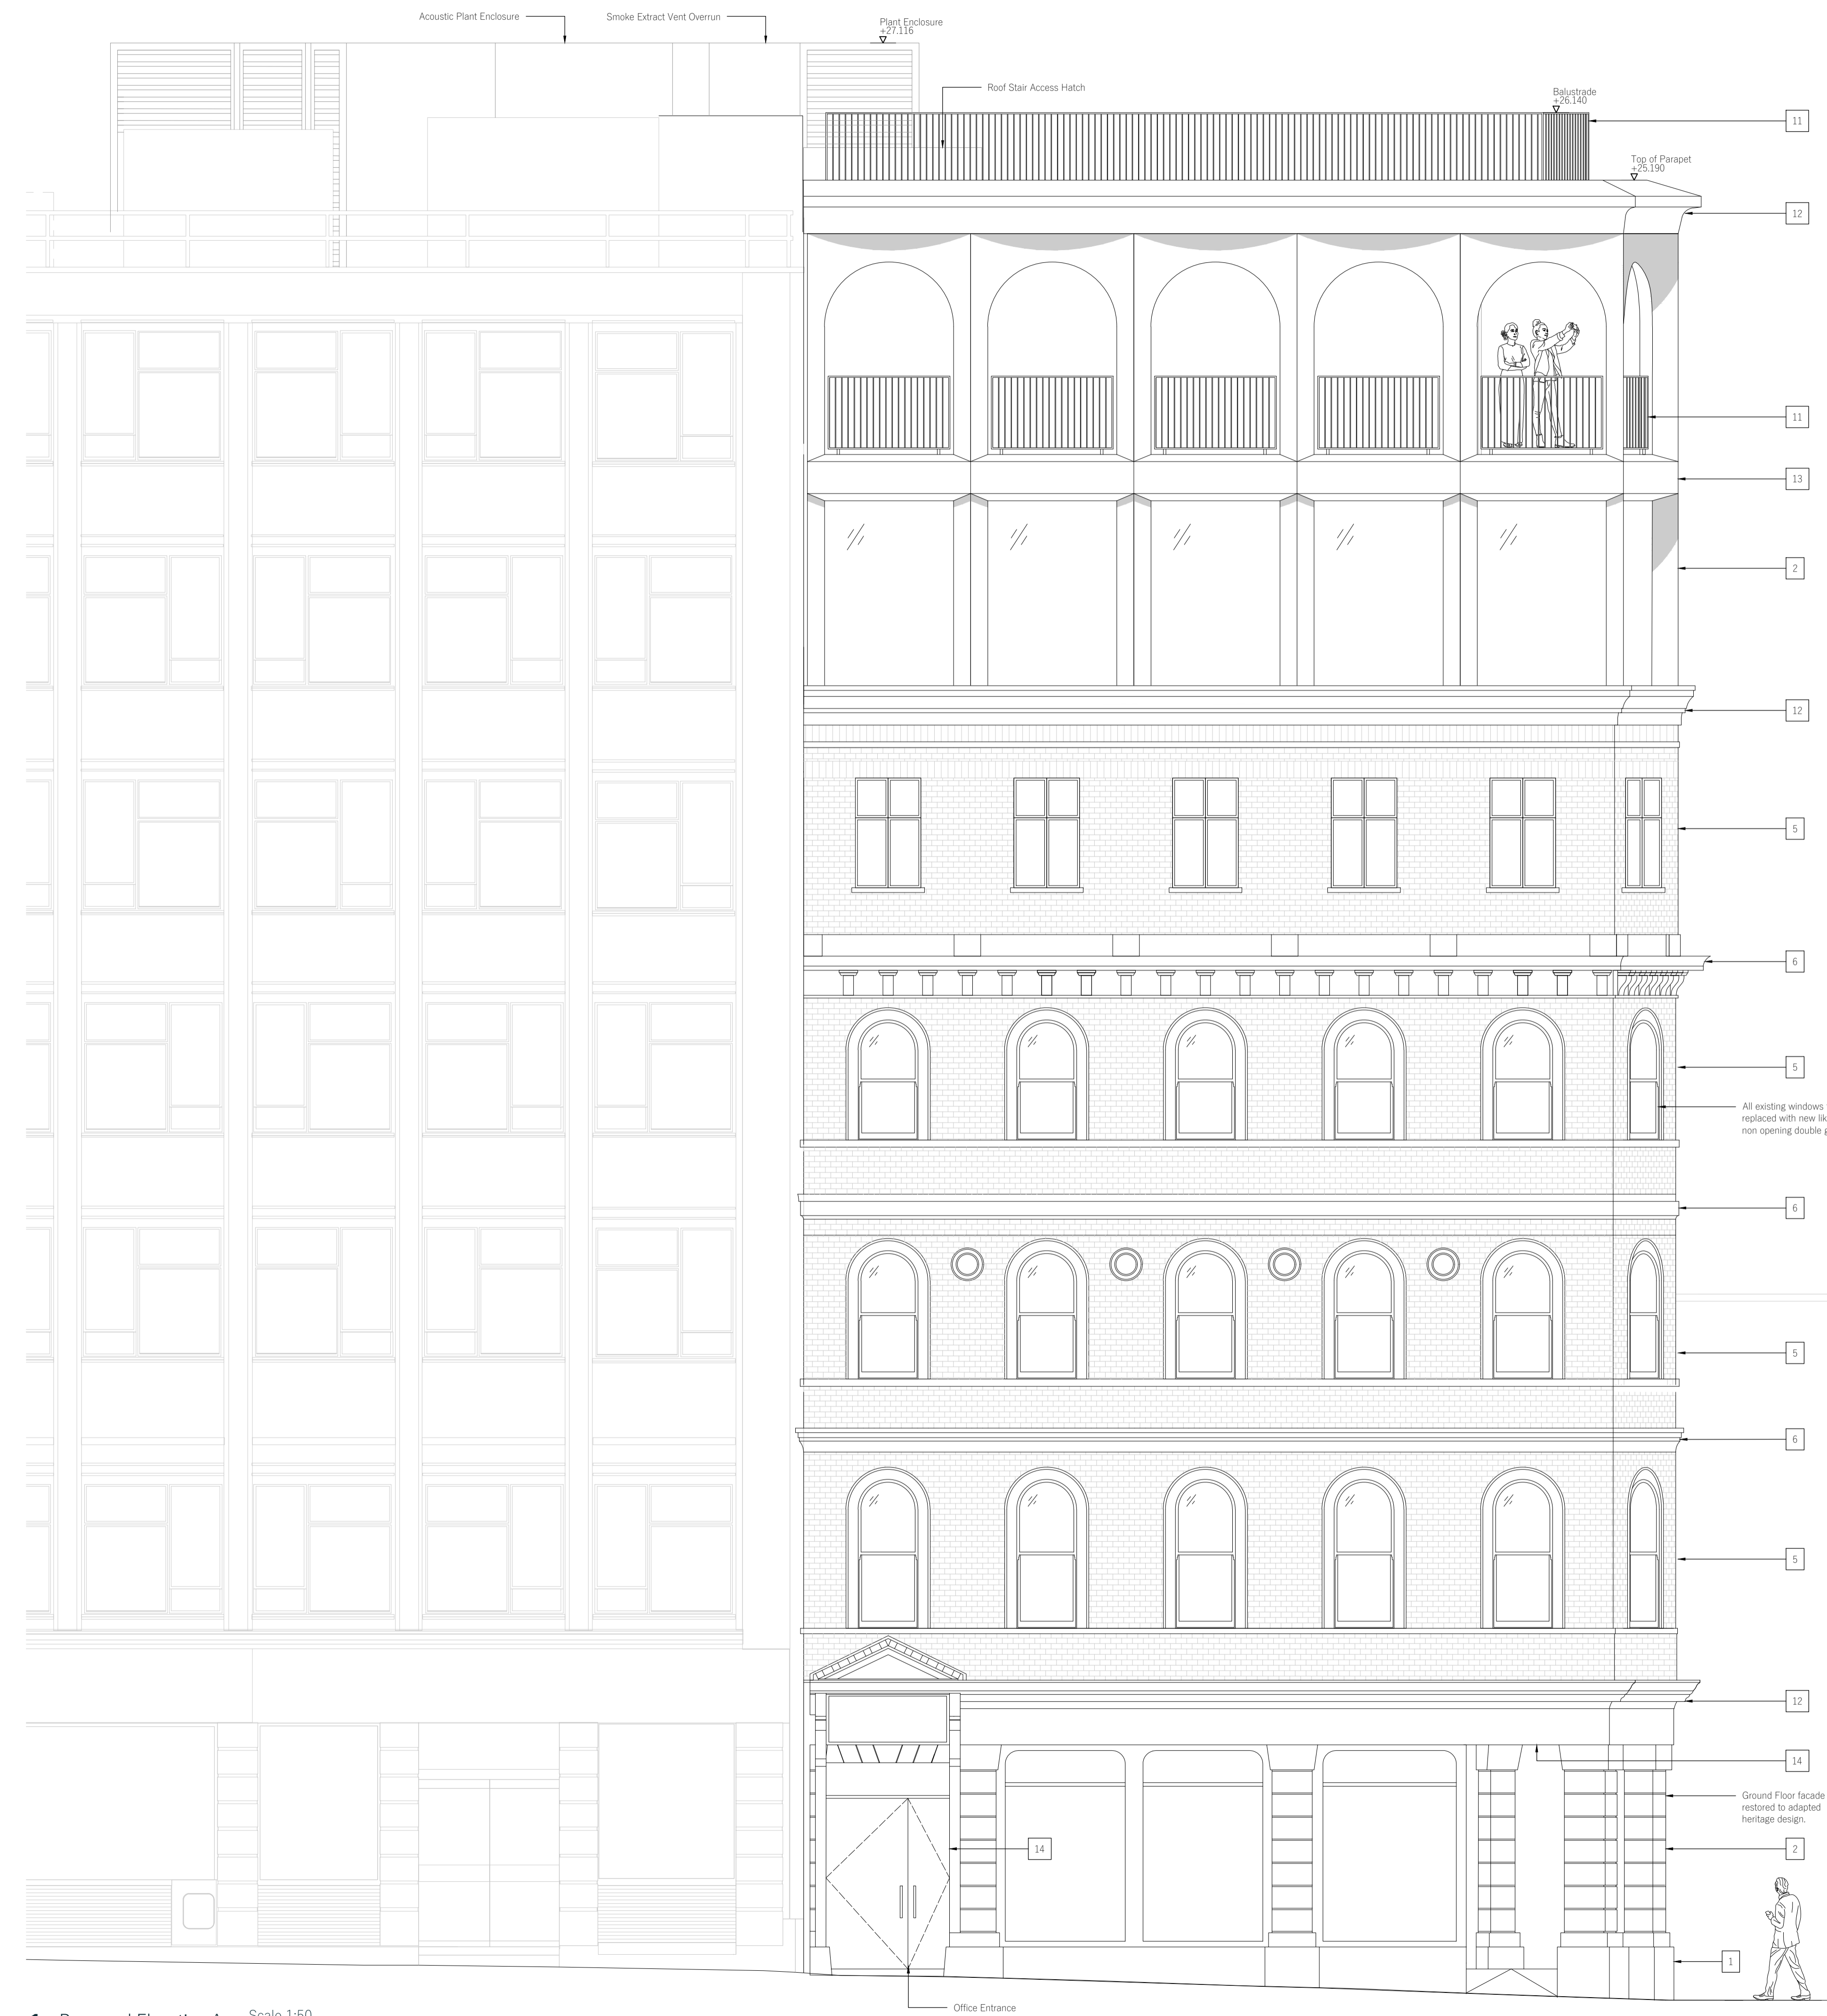 Acoustic Plant Enclosure
Smoke Extract Vent Overrun
Plant Enclosure
+27.116
Roof Stair Access Hatch
Balustrade
+26.140
11
Top of Parapet
+25.190
12
11
13
2
12
5
6
5
All existing windows
replaced with new
non opening double
6
5
6
5
12
14
Ground Floor facade
restored to adapted
heritage design.
14
2
1
Office Entrance
Scale 1:50